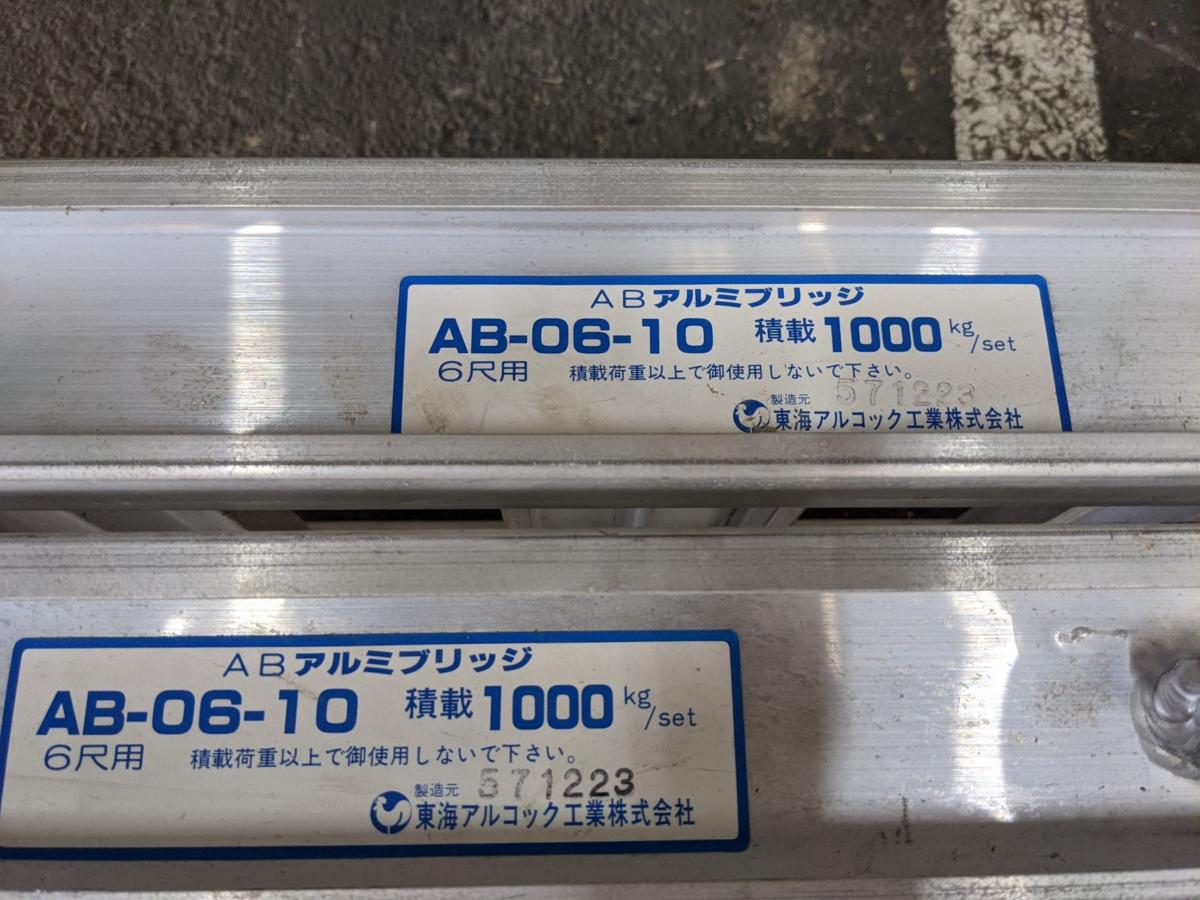 ABアルミブリッジ
AB-06-10 積載1000kg/set
6尺用 積載荷重以上で御使用しないで下さい。
製造元 571223
東海アルコック工業株式会社
ABアルミブリッジ
AB-06-10 積載1000kg/set
6尺用 積載荷重以上で御使用しないで下さい。
製造元 571223
東海アルコック工業株式会社